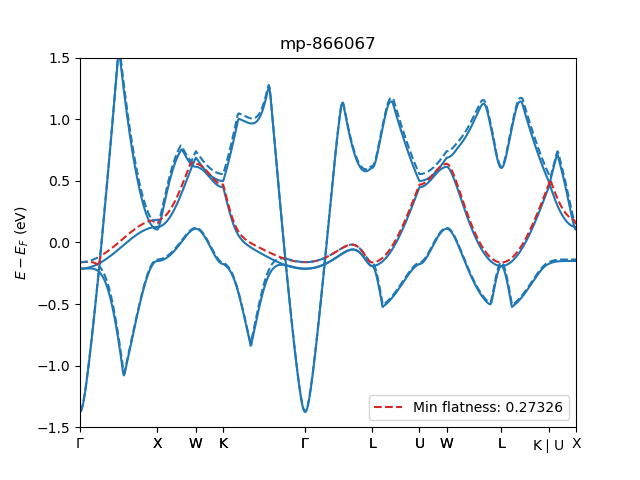 mp-866067
1.5
1.0
0.5
0.0
−0.5
−1.0
−1.5
E − E_F (eV)
Min flatness: 0.27326
Γ X W K Γ L U W L K | U X